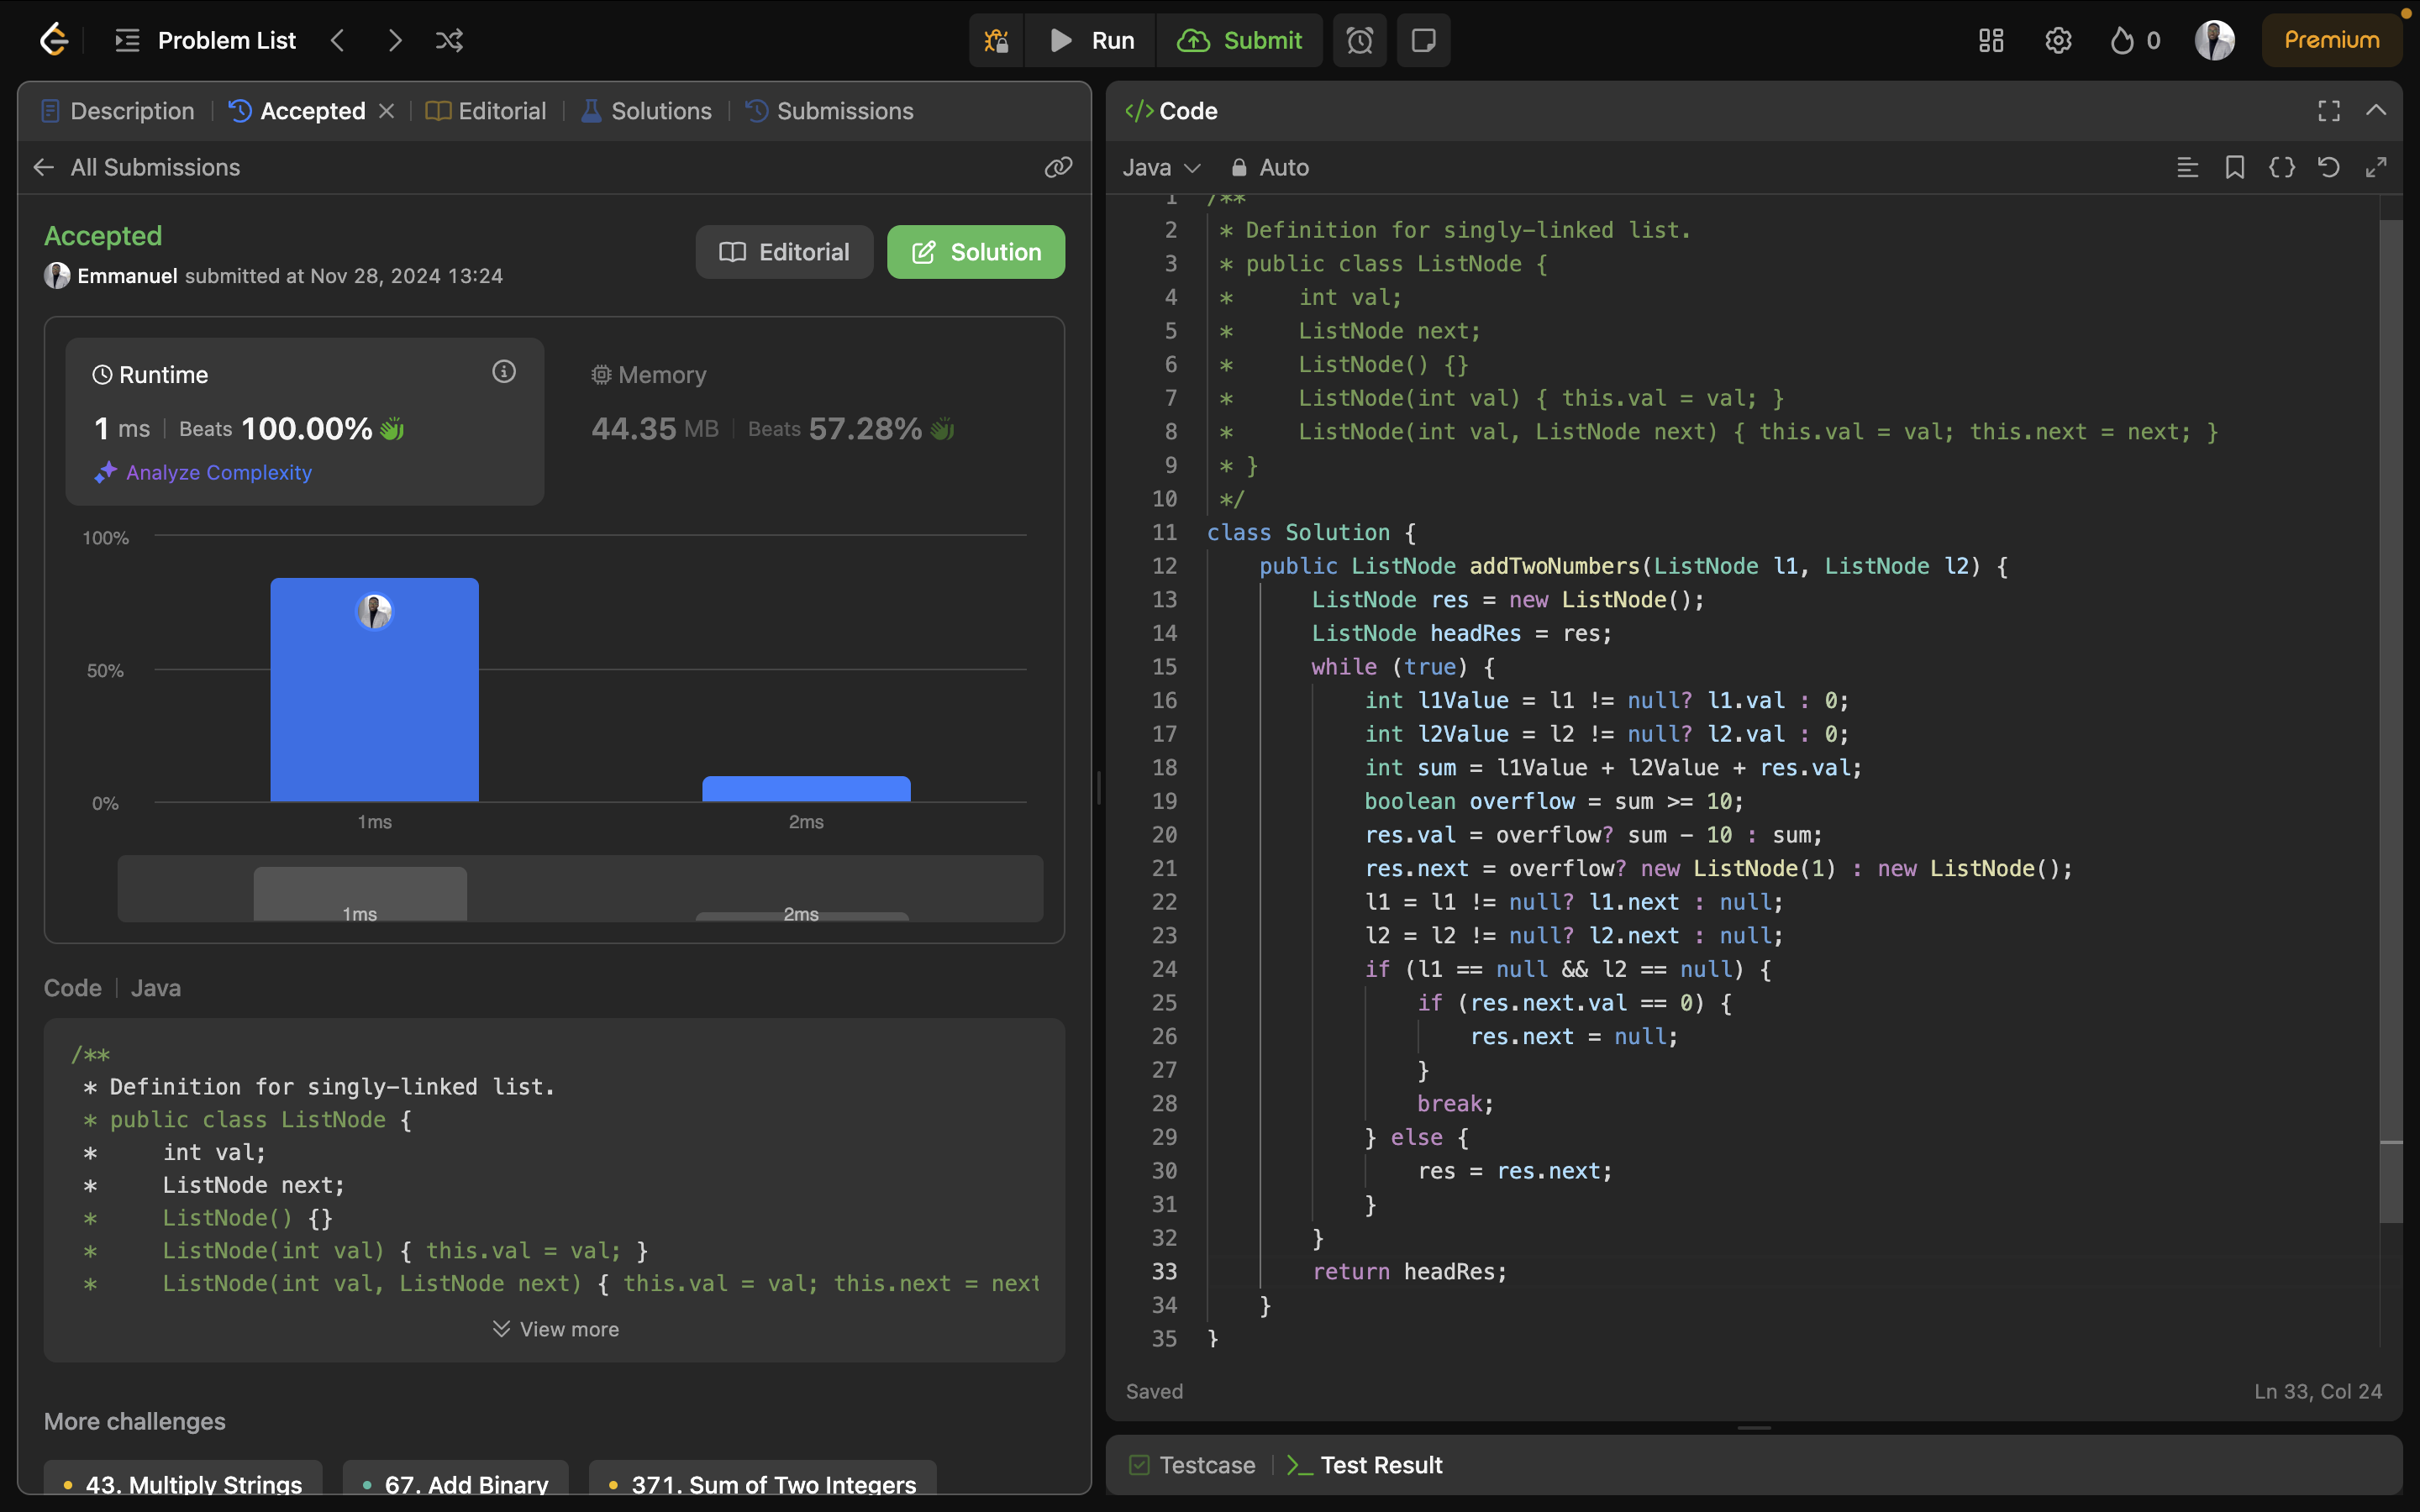 Problem List
Run
Submit
0
Premium
Description
Accepted
Editorial
Solutions
Submissions
All Submissions
Accepted
Emmanuel submitted at Nov 28, 2024 13:24
Editorial
Solution
Runtime
1 ms
Beats 100.00%
Analyze Complexity
Memory
44.35 MB
Beats 57.28%
100%
50%
0%
1ms
2ms
1ms
2ms
Code
Java
/**
 * Definition for singly-linked list.
 * public class ListNode {
 *     int val;
 *     ListNode next;
 *     ListNode() {}
 *     ListNode(int val) { this.val = val; }
 *     ListNode(int val, ListNode next) { this.val = val; this.next = next
View more
More challenges
43. Multiply Strings
67. Add Binary
371. Sum of Two Integers
</> Code
Java
Auto
1 /**
2  * Definition for singly-linked list.
3  * public class ListNode {
4  *     int val;
5  *     ListNode next;
6  *     ListNode() {}
7  *     ListNode(int val) { this.val = val; }
8  *     ListNode(int val, ListNode next) { this.val = val; this.next = next; }
9  * }
10  */
11 class Solution {
12     public ListNode addTwoNumbers(ListNode l1, ListNode l2) {
13         ListNode res = new ListNode();
14         ListNode headRes = res;
15         while (true) {
16             int l1Value = l1 != null? l1.val : 0;
17             int l2Value = l2 != null? l2.val : 0;
18             int sum = l1Value + l2Value + res.val;
19             boolean overflow = sum >= 10;
20             res.val = overflow? sum - 10 : sum;
21             res.next = overflow? new ListNode(1) : new ListNode();
22             l1 = l1 != null? l1.next : null;
23             l2 = l2 != null? l2.next : null;
24             if (l1 == null && l2 == null) {
25                 if (res.next.val == 0) {
26                     res.next = null;
27                 }
28                 break;
29             } else {
30                 res = res.next;
31             }
32         }
33         return headRes;
34     }
35 }
Saved
Ln 33, Col 24
Testcase
Test Result